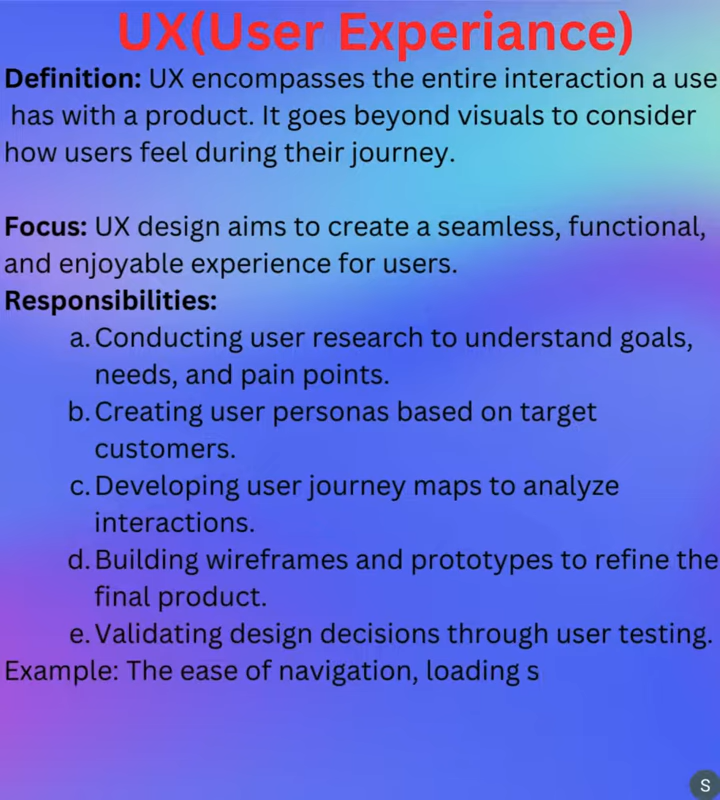 UX(User Experiance)
Definition: UX encompasses the entire interaction a use
has with a product. It goes beyond visuals to consider
how users feel during their journey.
Focus: UX design aims to create a seamless, functional,
and enjoyable experience for users.
Responsibilities:
a. Conducting user research to understand goals,
needs, and pain points.
b. Creating user personas based on target
customers.
c. Developing user journey maps to analyze
interactions.
d. Building wireframes and prototypes to refine the
final product.
e. Validating design decisions through user testing.
Example: The ease of navigation, loading s
S